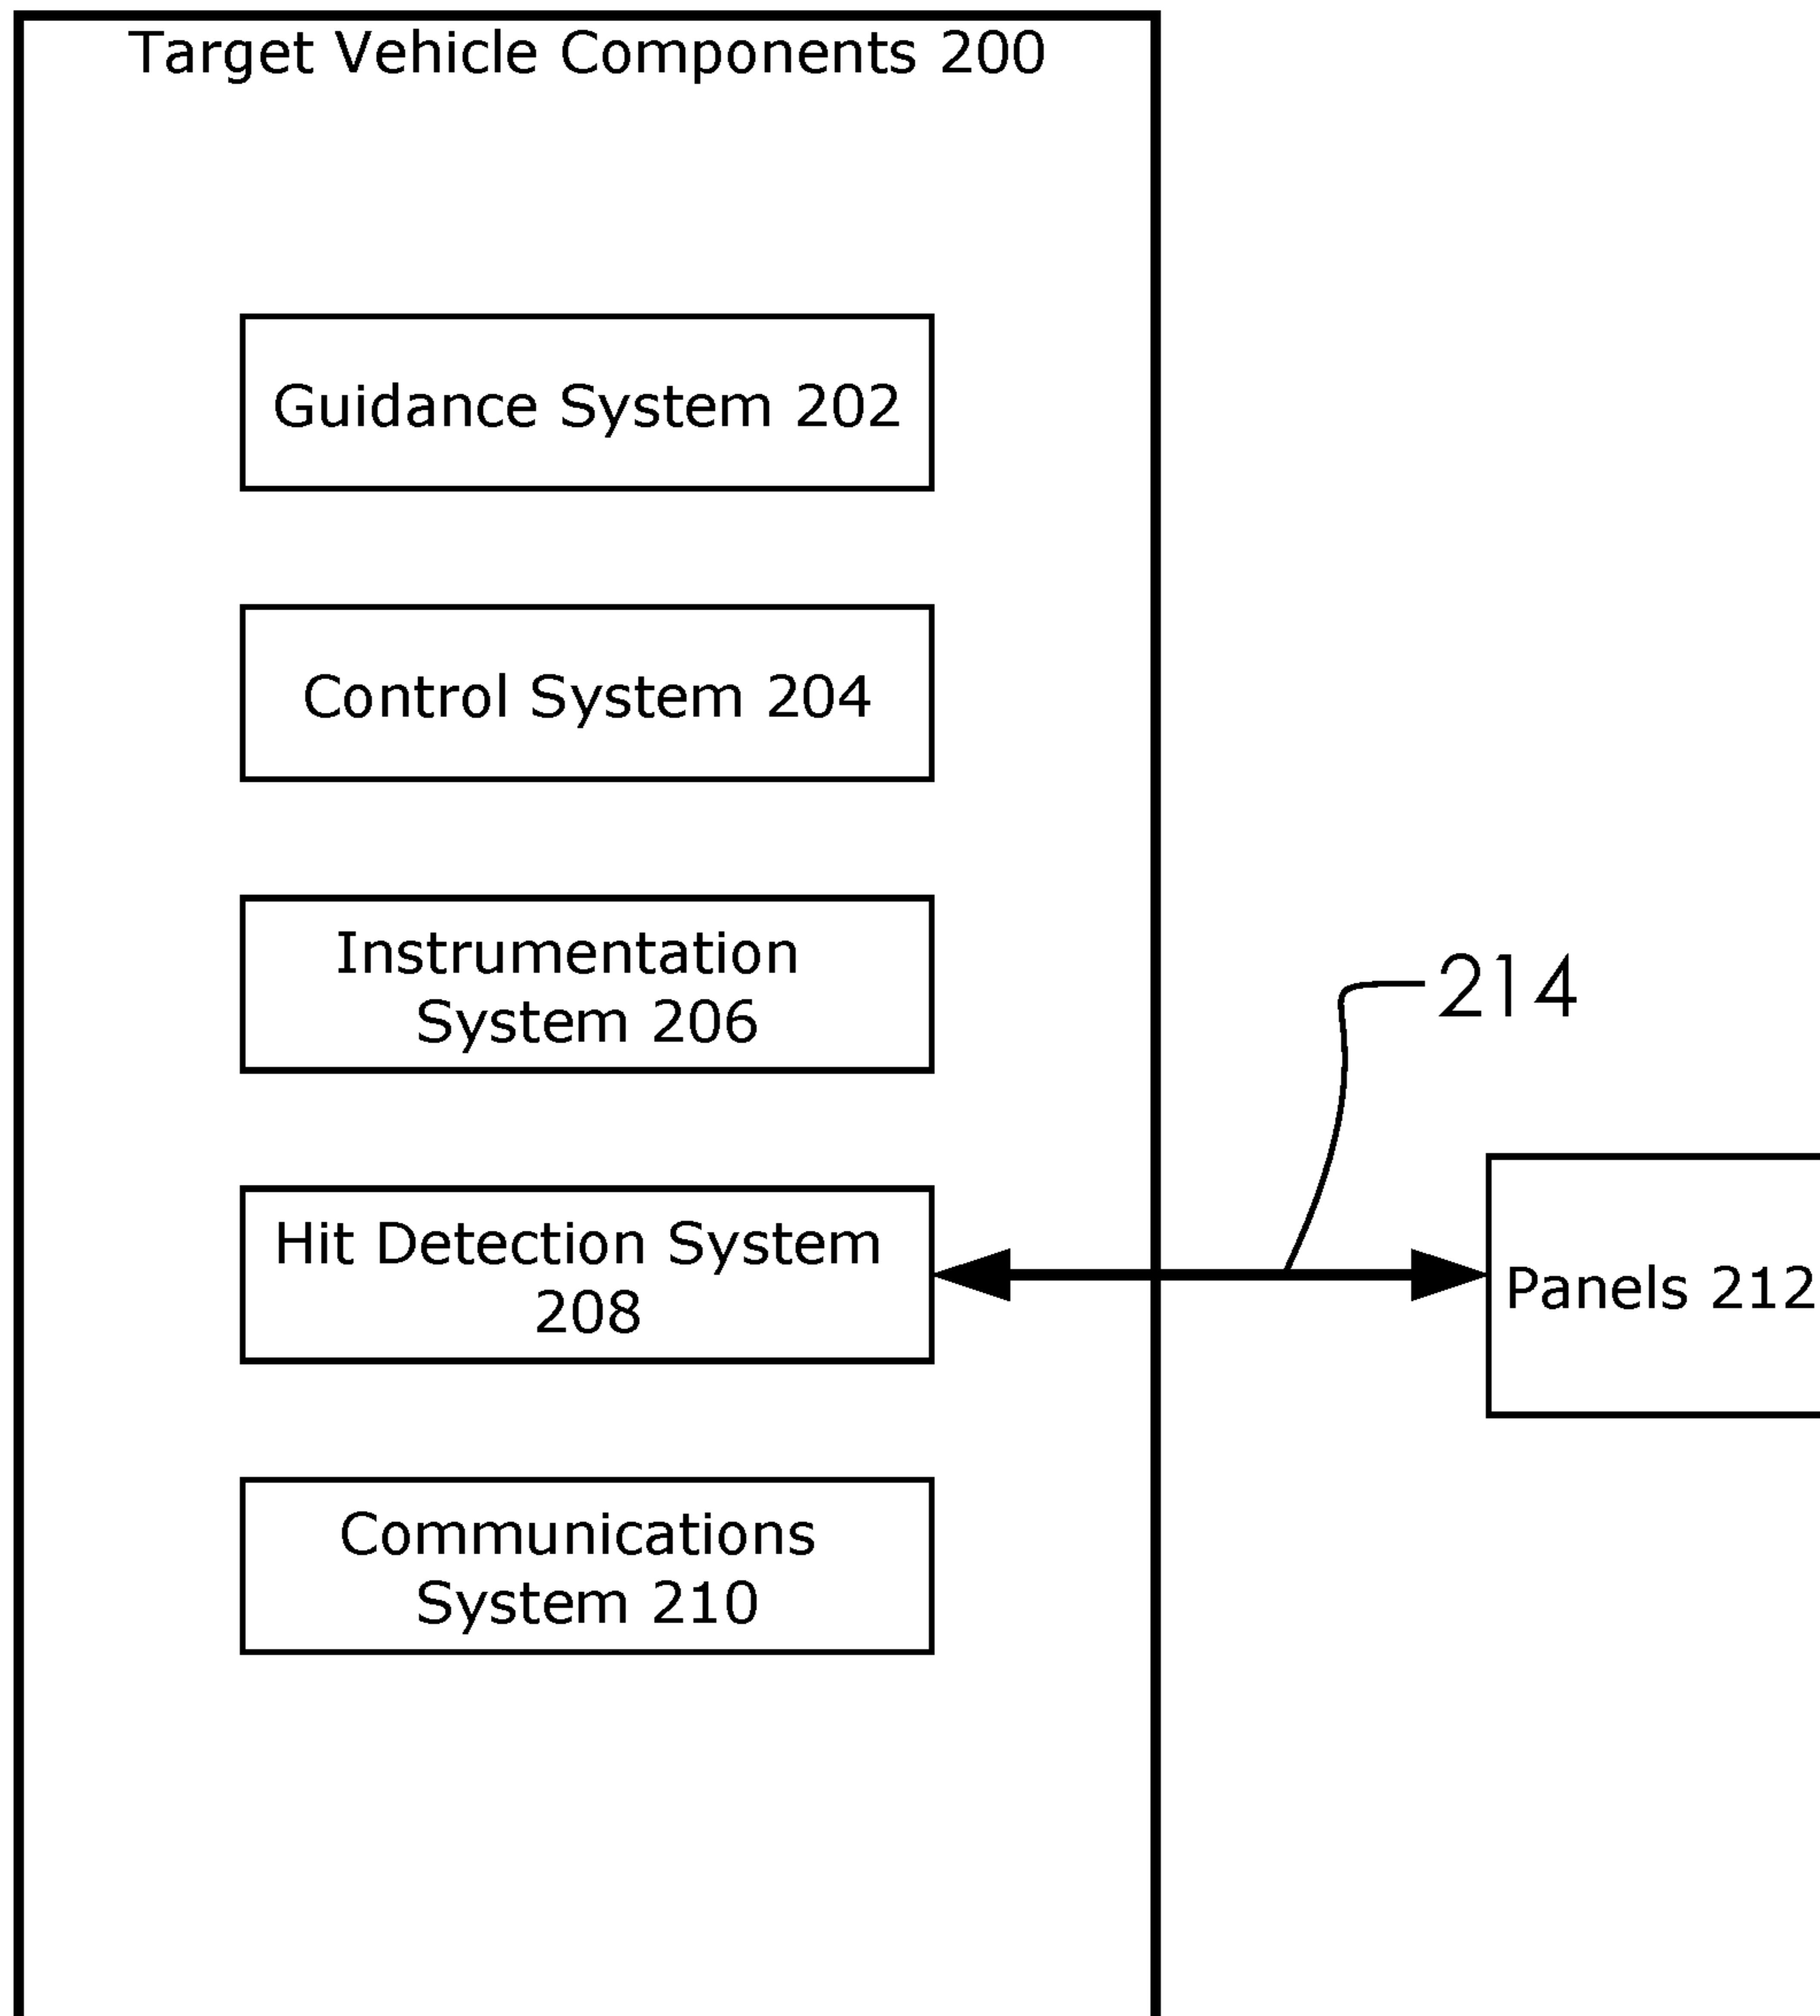 Target Vehicle Components 200
Guidance System 202
Control System 204
Instrumentation
System 206
214
Hit Detection System
208
Panels 212
Communications
System 210